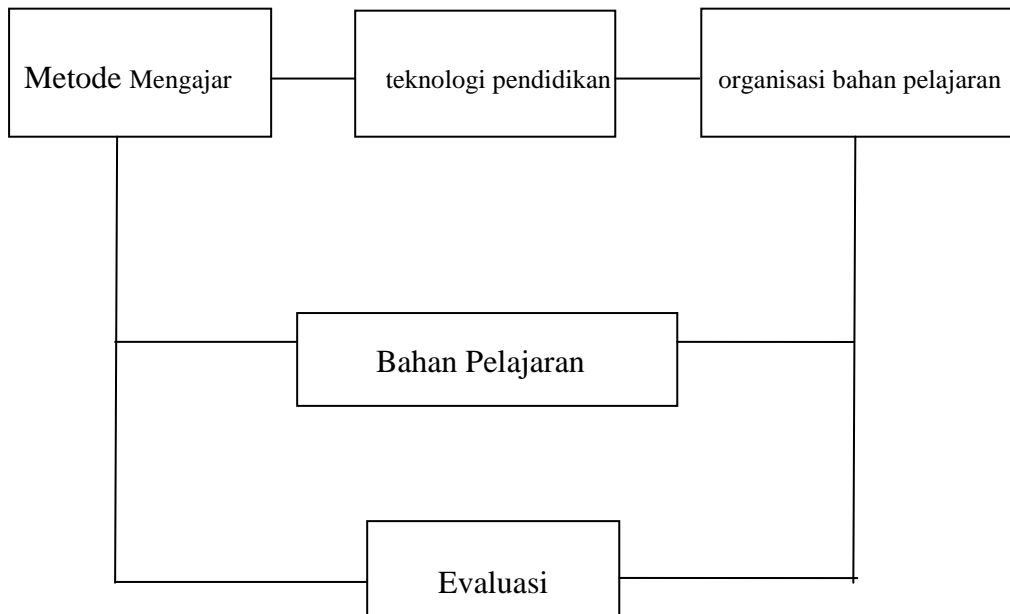 Metode Mengajar
teknologi pendidikan
organisasi bahan pelajaran
Bahan Pelajaran
Evaluasi